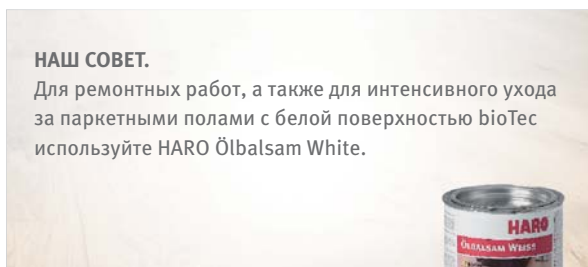 НАШ СОВЕТ.
Для ремонтных работ, а также для интенсивного ухода
за паркетными полами с белой поверхностью bioTec
используйте HARO Ölbalsam White.
HARO
ÖLBALSAM WEISS